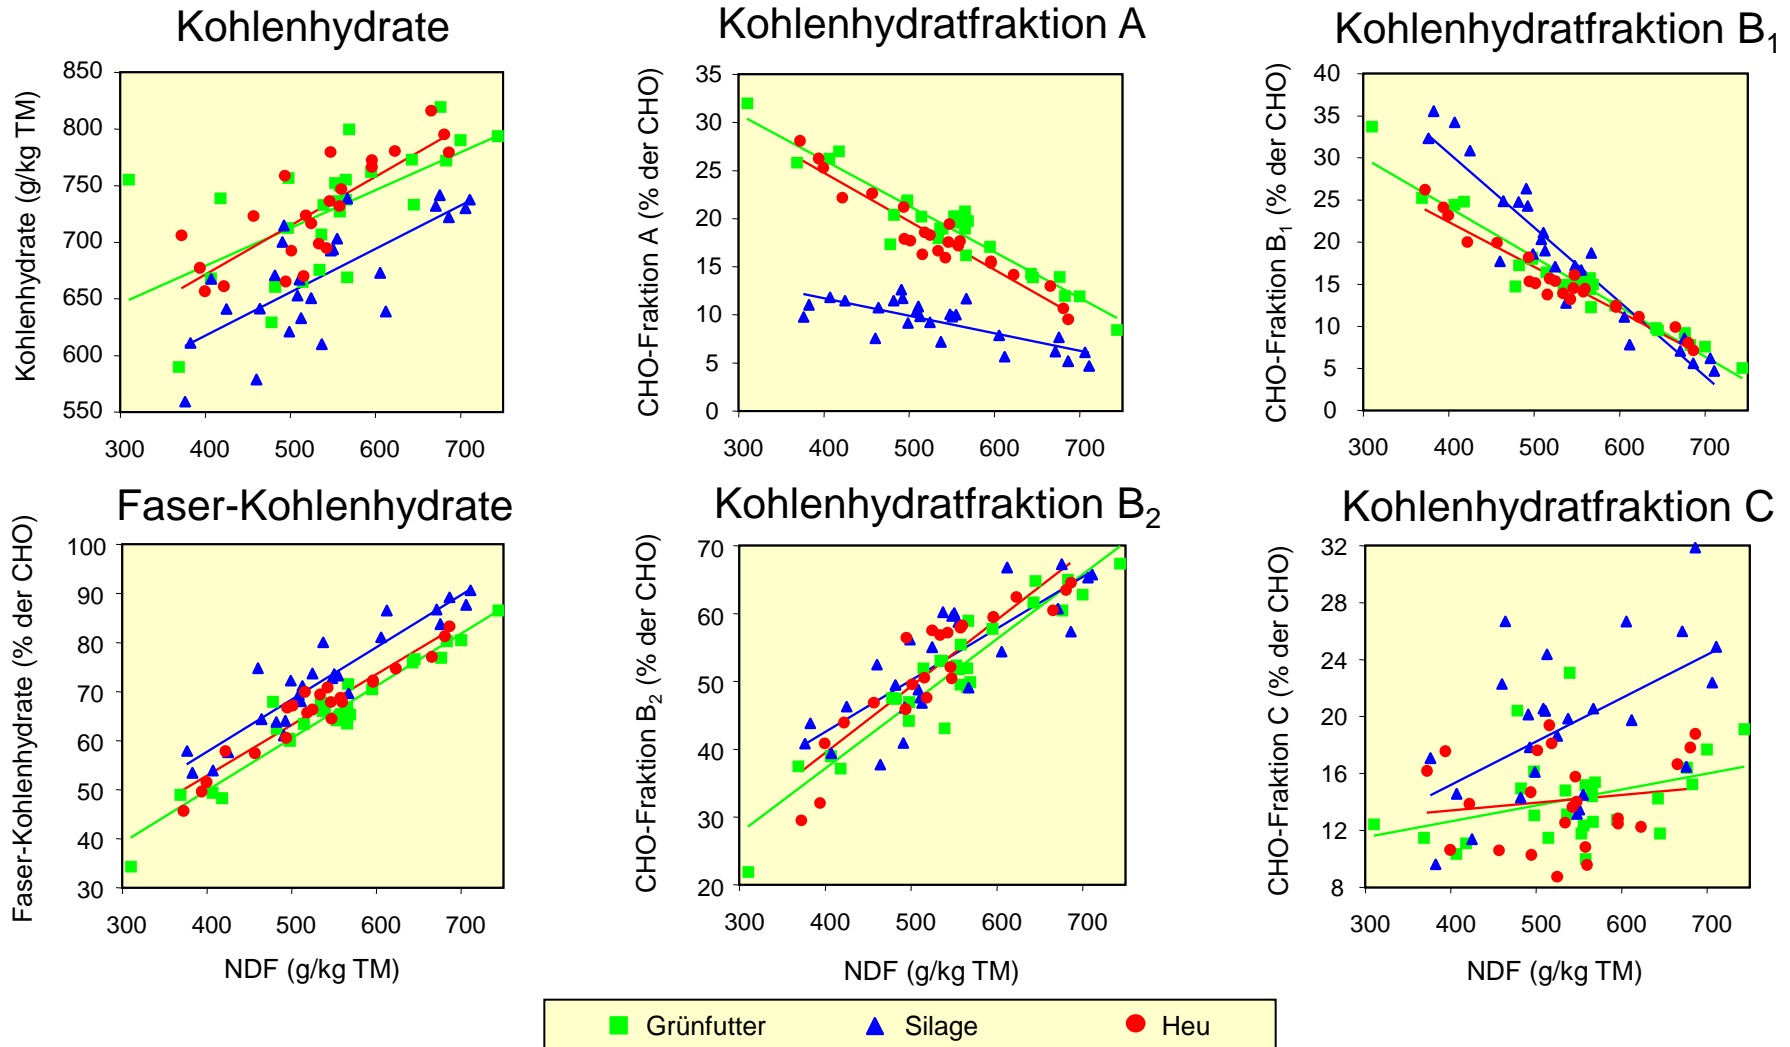 Kohlenhydrate
Kohlenhydrate (g/kg TM)
850
800
750
700
650
600
550
300 400 500 600 700
Kohlenhydratfraktion A
CHO-Fraktion A (% der CHO)
35
30
25
20
15
10
5
0
300 400 500 600 700
Kohlenhydratfraktion B1
CHO-Fraktion B1 (% der CHO)
40
35
30
25
20
15
10
5
0
300 400 500 600 700
Faser-Kohlenhydrate
Faser-Kohlenhydrate (% der CHO)
100
90
80
70
60
50
40
30
300 400 500 600 700
NDF (g/kg TM)
Kohlenhydratfraktion B2
CHO-Fraktion B2 (% der CHO)
70
60
50
40
30
20
300 400 500 600 700
NDF (g/kg TM)
Kohlenhydratfraktion C
CHO-Fraktion C (% der CHO)
32
28
24
20
16
12
8
300 400 500 600 700
NDF (g/kg TM)
Grünfutter Silage Heu